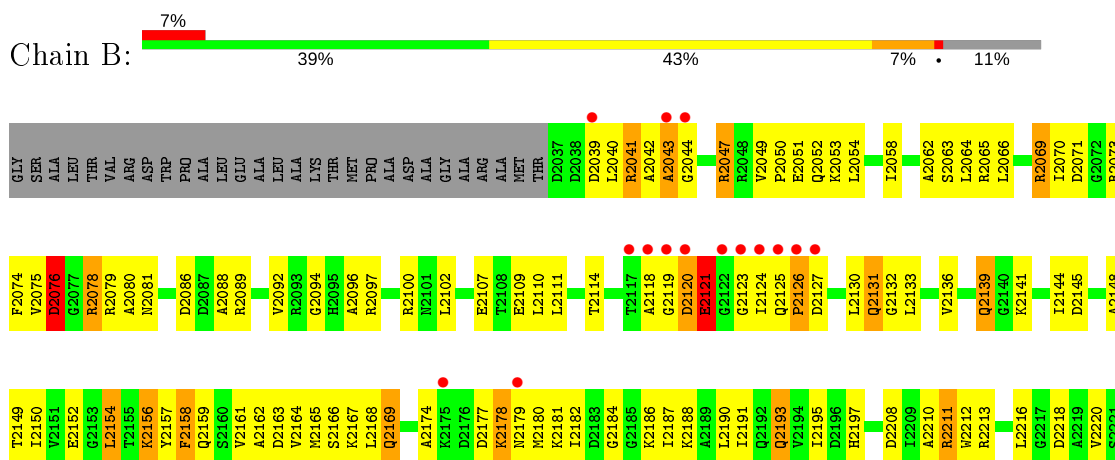 7%
Chain B:
39% 43% 7% • 11%
GLY SER ALA LEU THR VAL ARG ASP TRP PRO ALA LEU GLU ALA LEU ALA LYS THR MET PRO ALA ASP ALA GLY ALA ARG ALA MET THR D2037 D2038 D2039 L2040 R2041 A2042 A2043 G2044 R2047 R2048 V2049 P2050 E2051 Q2052 K2053 L2054 I2058 A2062 S2063 L2064 R2065 L2066 R2069 I2070 D2071 G2072 R2073
F2074 V2075 D2076 G2077 R2078 R2079 A2080 N2081 D2086 D2087 A2088 R2089 V2092 R2093 G2094 H2095 A2096 R2097 R2100 N2101 L2102 E2107 T2108 E2109 L2110 L2111 T2114 T2117 A2118 G2119 D2120 E2121 G2122 G2123 I2124 Q2125 P2126 D2127 L2130 Q2131 G2132 L2133 V2136 Q2139 G2140 K2141 I2144 D2145 A2148
T2149 I2150 V2151 E2152 G2153 L2154 T2155 K2156 Y2157 F2158 Q2159 S2160 V2161 A2162 D2163 V2164 M2165 S2166 K2167 L2168 Q2169 A2174 K2175 D2176 D2177 K2178 N2179 M2180 K2181 I2182 D2183 G2184 G2185 K2186 I2187 K2188 A2189 L2190 I2191 Q2192 Q2193 V2194 I2195 D2196 H2197 D2208 I2209 A2210 R2211 W2212 R2213 L2216 G2217 D2218 A2219 V2220 S2221